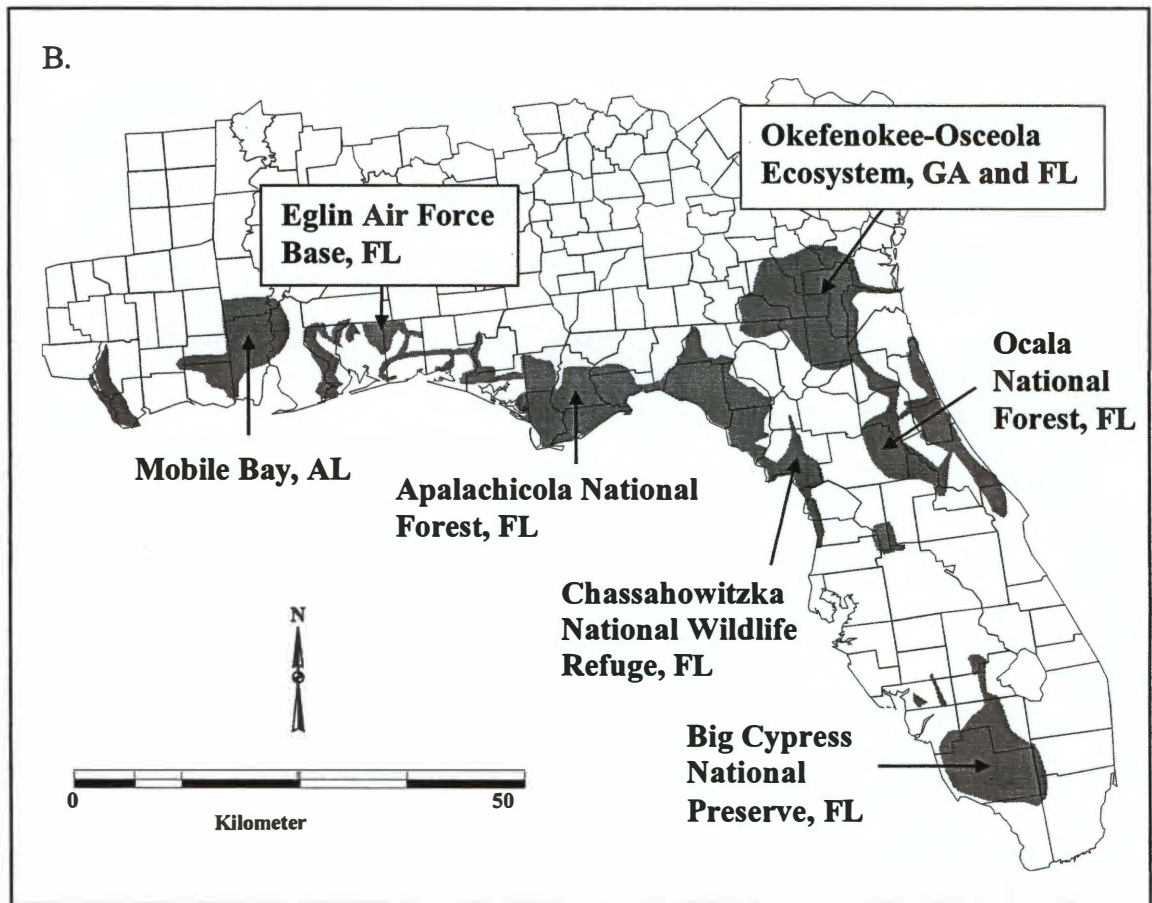 B.
Okefenokee-Osceola
Ecosystem, GA and FL
Eglin Air Force
Base, FL
Ocala
National
Forest, FL
Mobile Bay, AL
Apalachicola National
Forest, FL
Chassahowitzka
National Wildlife
Refuge, FL
N
Big Cypress
National
Preserve, FL
0 50
Kilometer